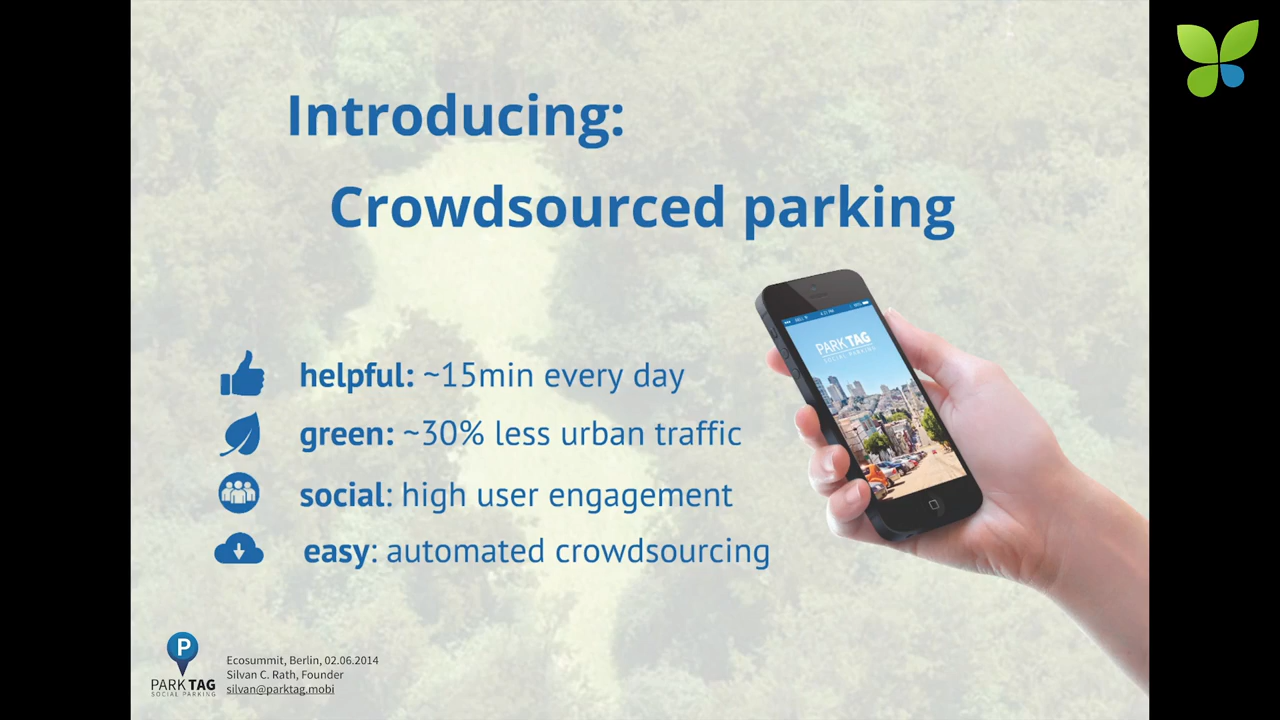 Introducing:
Crowdsourced parking
helpful: ~15min every day
green: ~30% less urban traffic
social: high user engagement
easy: automated crowdsourcing
PARK TAG
SOCIAL PARKING
P
PARK TAG
SOCIAL PARKING
Ecosummit, Berlin, 02.06.2014
Silvan C. Rath, Founder
silvan@parktag.mobi